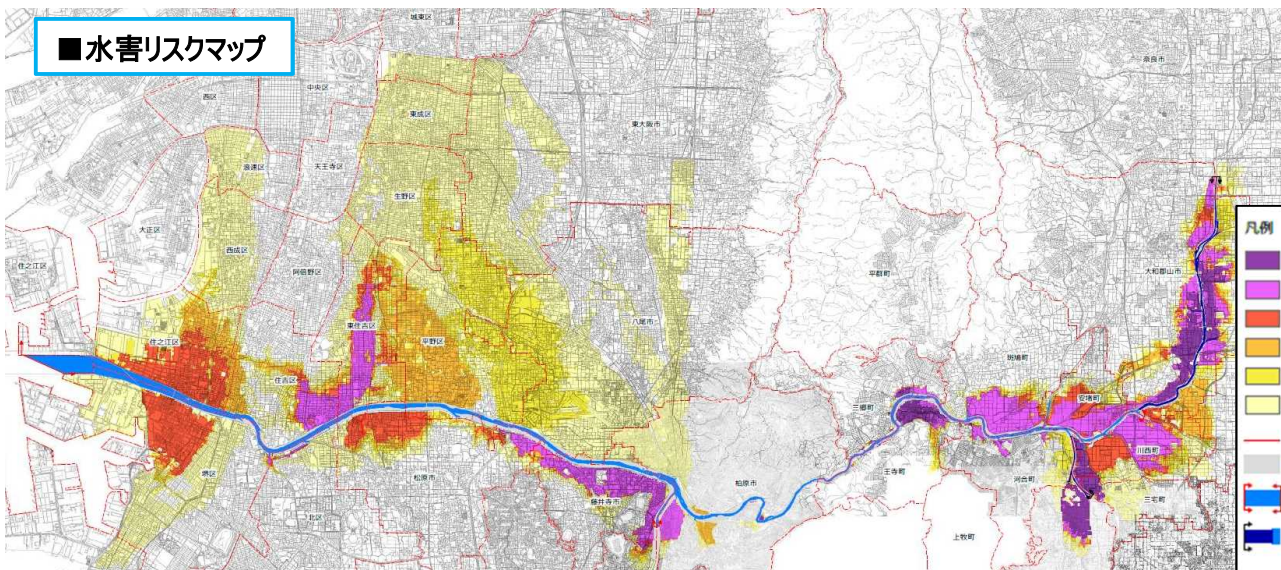 ■水害リスクマップ
城東区
奈良市
中央区
西区
東成区
東大阪市
浪速区
天王寺区
生野区
大正区
西成区
住之江区
阿倍野区
平群町
大和郡山市
凡例
八尾市
東住吉区
平野区
住之江区
斑鳩町
住吉区
安堵町
三郷町
川西町
王寺町
堺区
松原市
柏原市
河合町
藤井寺市
三宅町
北区
上牧町